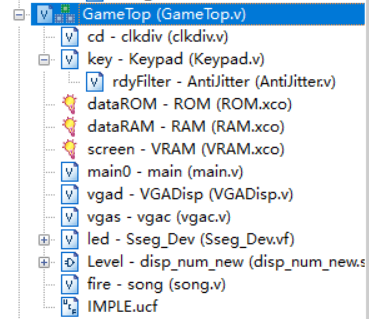 GameTop (GameTop.v)
cd - clkdiv (clkdiv.v)
key - Keypad (Keypad.v)
rdyFilter - AntiJitter (AntiJitter.v)
dataROM - ROM (ROM.xco)
dataRAM - RAM (RAM.xco)
screen - VRAM (VRAM.xco)
main0 - main (main.v)
vgad - VGADisp (VGADisp.v)
vgas - vgac (vgac.v)
led - Sseg_Dev (Sseg_Dev.vf)
Level - disp_num_new (disp_num_new.s
fire - song (song.v)
IMPLE.ucf